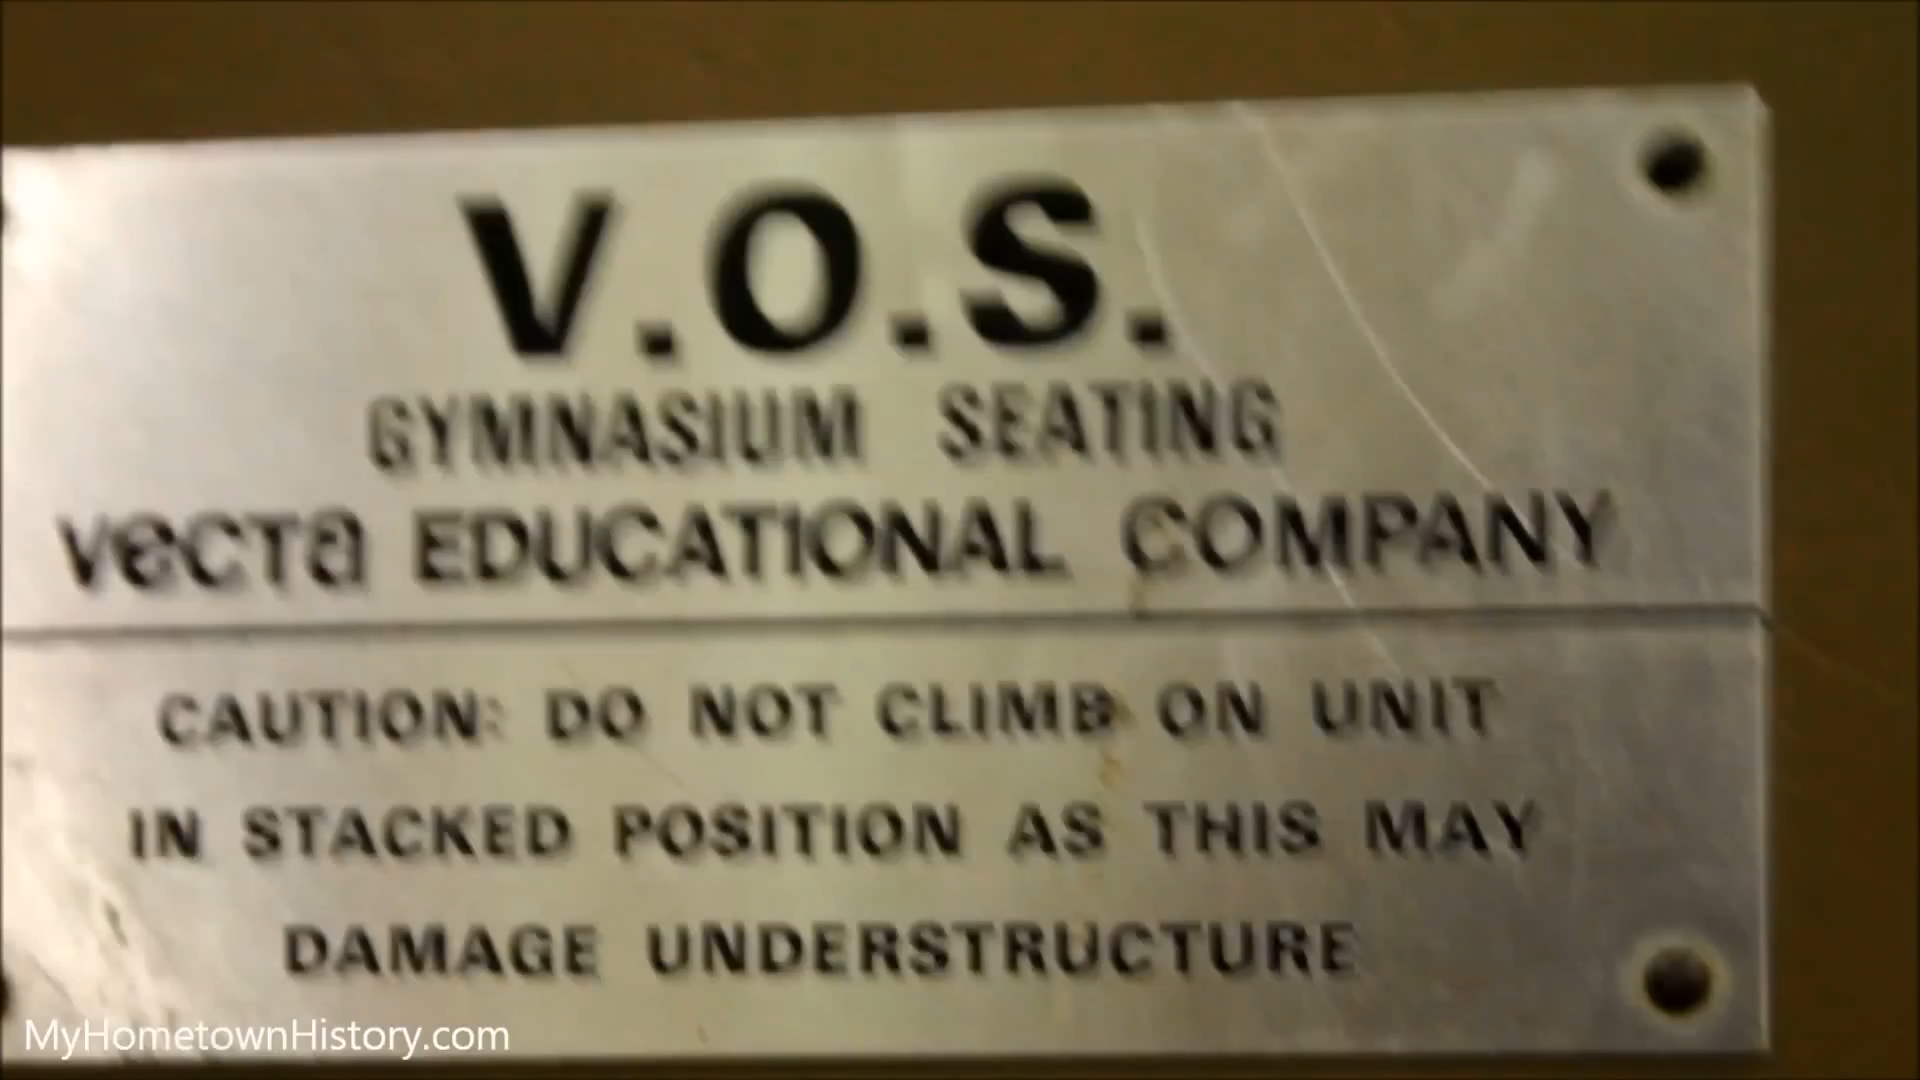 V.O.S.
GYMNASIUM SEATING
VeCTa EDUCATIONAL COMPANY
CAUTION: DO NOT CLIMB ON UNIT
IN STACKED POSITION AS THIS MAY
DAMAGE UNDERSTRUCTURE
MyHometownHistory.com